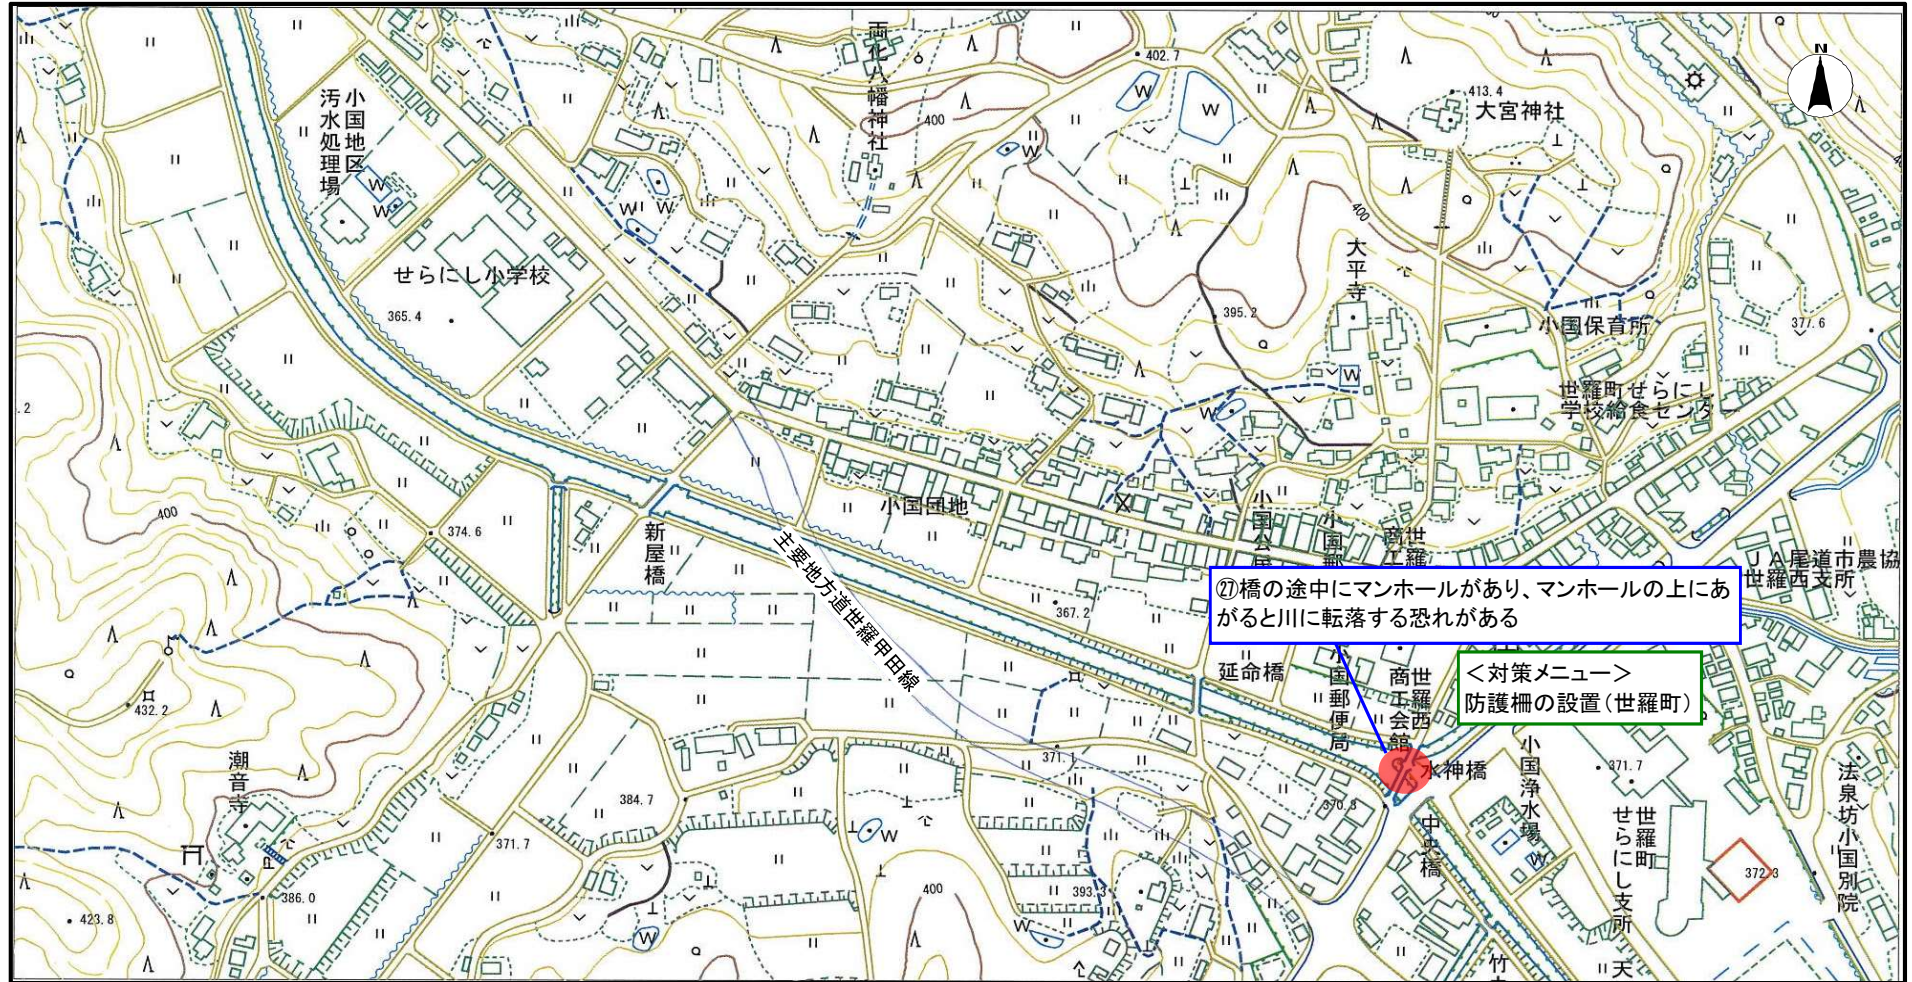 両化八幡神社
402.7
N
小国地区
汚水処理場
W
W
400
W
W
W
413.4
大宮神社
W
W
W
せらにし小学校
365.4
400
大平寺
395.2
小国保育所
377.6
W
W
世羅町せらにし
学校給食センター
.2
400
374.6
新屋橋
小国団地
主要地方道世羅甲田線
367.2
JA尾道市農協
世羅西支所
㉗橋の途中にマンホールがあり、マンホールの上にあ
がると川に転落する恐れがある
<対策メニュー>
防護柵の設置(世羅町)
延命橋
小国郵便局
世羅西
商工会館
水神橋
小国浄水場
371.7
432.2
潮音寺
371.1
370.3
中央橋
世羅町
せらにし支所
372.3
法泉坊小国別院
384.7
371.7
W
W
386.0
423.8
400
393.3
W
W
天